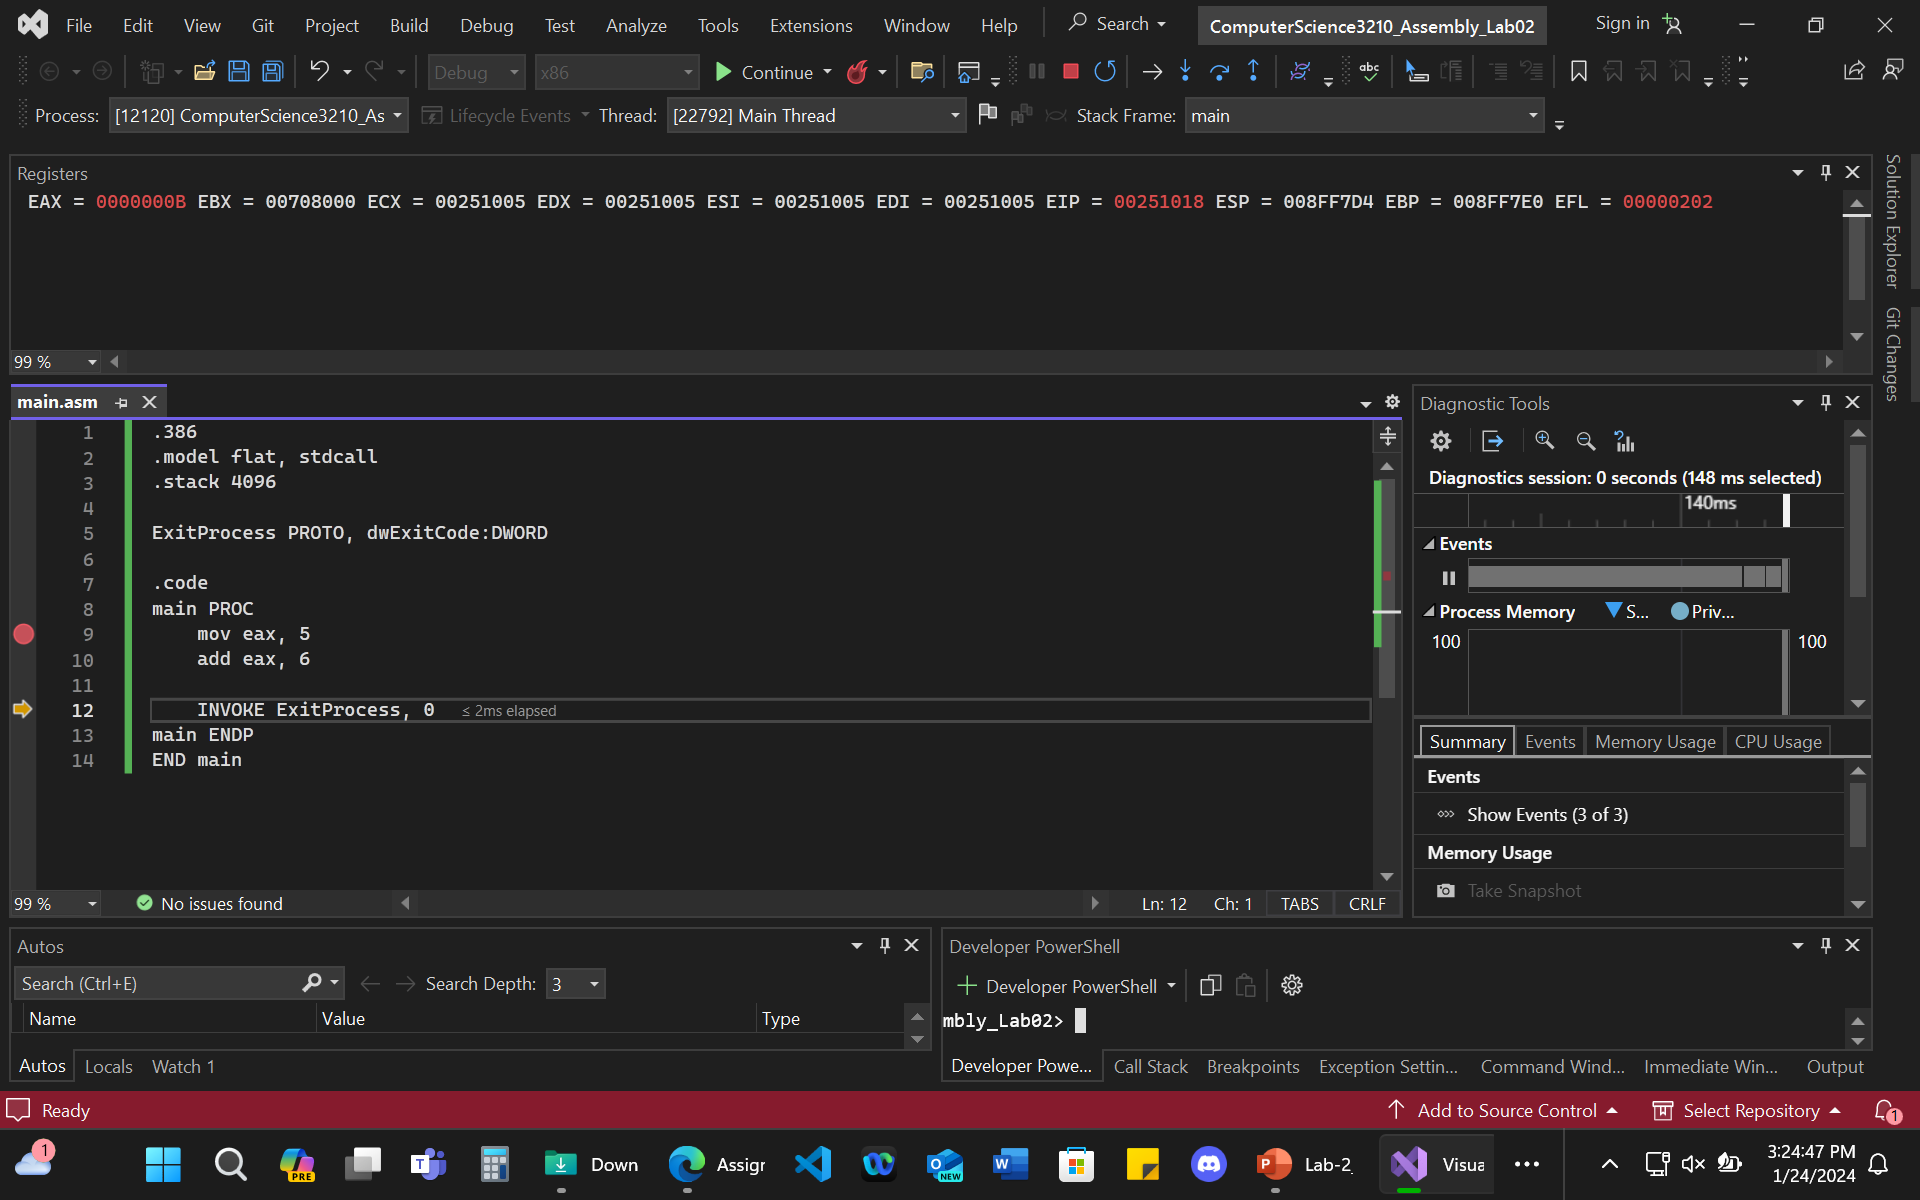 File Edit View Git Project Build Debug Test Analyze Tools Extensions Window Help Search ComputerScience3210_Assembly_Lab02 Sign in
Debug x86 Continue abc
Process: [12120] ComputerScience3210_As Lifecycle Events Thread: [22792] Main Thread Stack Frame: main
Registers
EAX = 0000000B EBX = 00708000 ECX = 00251005 EDX = 00251005 ESI = 00251005 EDI = 00251005 EIP = 00251018 ESP = 008FF7D4 EBP = 008FF7E0 EFL = 00000202
99 %
Solution Explorer
Git Changes
main.asm
1 .386
2 .model flat, stdcall
3 .stack 4096
4
5 ExitProcess PROTO, dwExitCode:DWORD
6
7 .code
8 main PROC
9 mov eax, 5
10 add eax, 6
11
12 INVOKE ExitProcess, 0 ≤ 2ms elapsed
13 main ENDP
14 END main
99 % No issues found Ln: 12 Ch: 1 TABS CRLF
Diagnostic Tools
Diagnostics session: 0 seconds (148 ms selected)
140ms
Events
Process Memory S... Priv...
100 100
Summary Events Memory Usage CPU Usage
Events
Show Events (3 of 3)
Memory Usage
Take Snapshot
Autos
Search (Ctrl+E) Search Depth: 3
Name Value Type
Autos Locals Watch 1
Developer PowerShell
Developer PowerShell
mbly_Lab02>
Developer Powe... Call Stack Breakpoints Exception Settin... Command Wind... Immediate Win... Output
Ready Add to Source Control Select Repository 1
1 PRE T Down Assigr O NEW W P Lab-2_ Visua
3:24:47 PM
1/24/2024